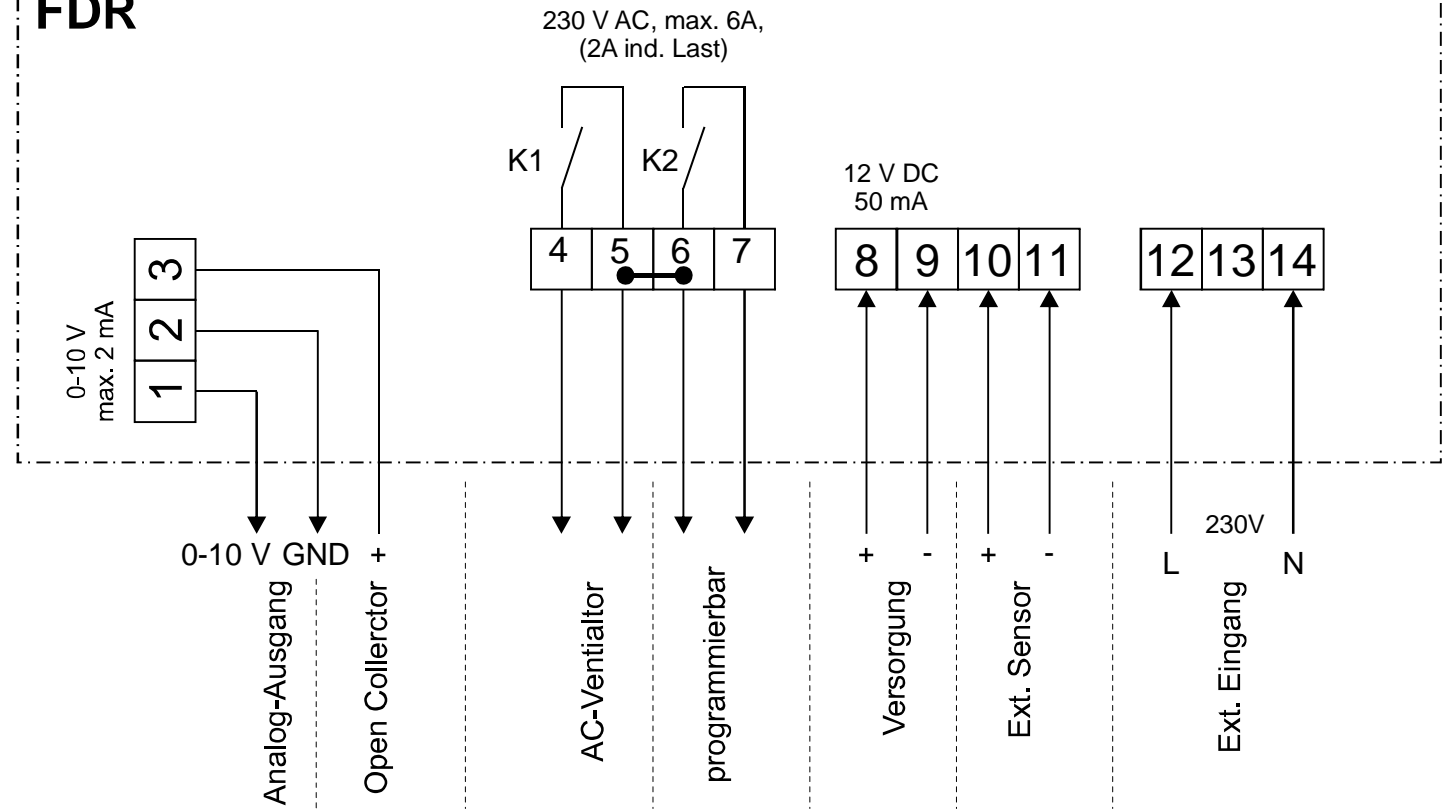 FDR
230 V AC, max. 6A,
(2A ind. Last)
K1
K2
12 V DC
50 mA
4 5 6 7
8 9 10 11
12 13 14
3
2
1
0-10 V
max. 2 mA
0-10 V GND +
+ - + -
230V
L N
Analog-Ausgang
Open Collerctor
AC-Ventialtor
programmierbar
Versorgung
Ext. Sensor
Ext. Eingang